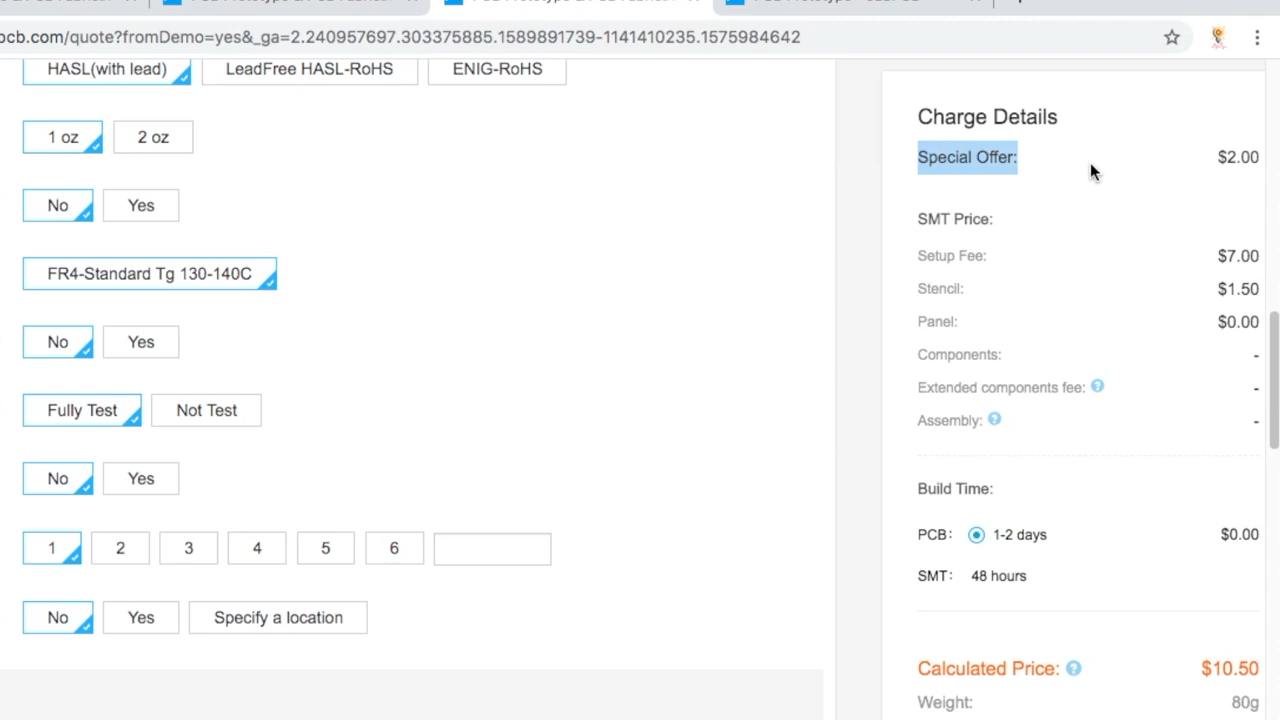 pcb.com/quote?fromDemo=yes&_ga=2.240957697.303375885.1589891739-1141410235.1575984642
HASL(with lead) LeadFree HASL-RoHS ENIG-RoHS
1 oz 2 oz
No Yes
FR4-Standard Tg 130-140C
No Yes
Fully Test Not Test
No Yes
1 2 3 4 5 6
No Yes Specify a location
Charge Details
Special Offer: $2.00
SMT Price:
Setup Fee: $7.00
Stencil: $1.50
Panel: $0.00
Components: -
Extended components fee: ? -
Assembly: ? -
Build Time:
PCB: 1-2 days $0.00
SMT: 48 hours
Calculated Price: ? $10.50
Weight: 80g